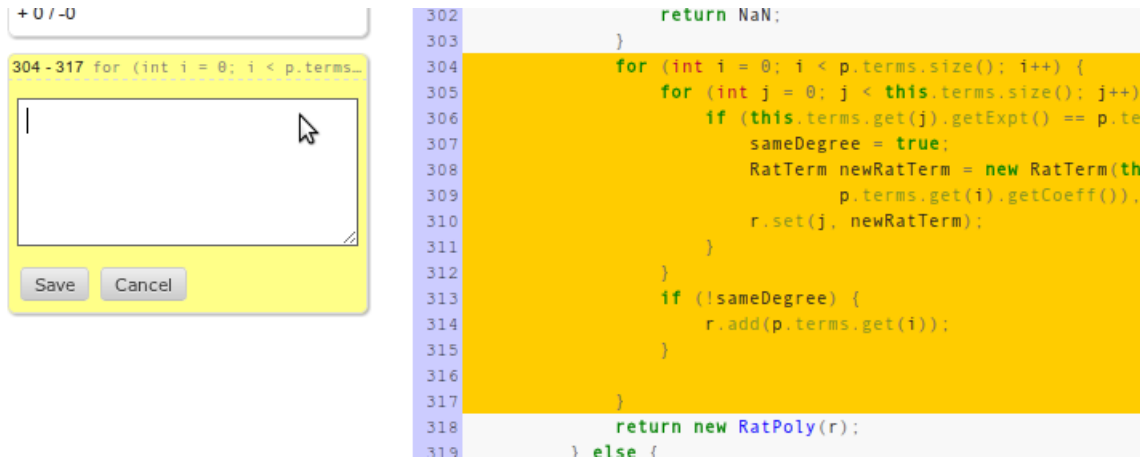 + 0 / -0
304 - 317 for (int i = 0; i < p.terms…
Save Cancel
302 return NaN;
303 }
304 for (int i = 0; i < p.terms.size(); i++) {
305 for (int j = 0; j < this.terms.size(); j++)
306 if (this.terms.get(j).getExpt() == p.te
307 sameDegree = true;
308 RatTerm newRatTerm = new RatTerm(th
309 p.terms.get(i).getCoeff()),
310 r.set(j, newRatTerm);
311 }
312 }
313 if (!sameDegree) {
314 r.add(p.terms.get(i));
315 }
316
317 }
318 return new RatPoly(r);
319 } else {